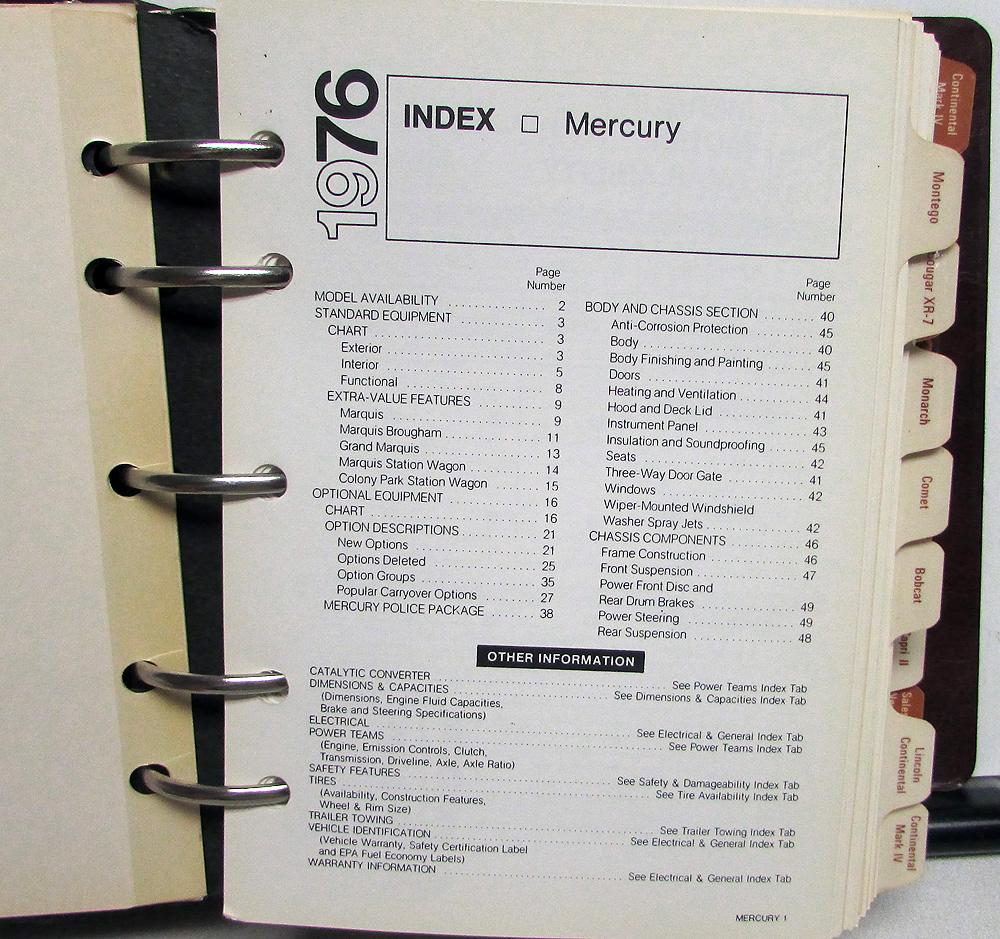 1976
INDEX □ Mercury
Page
Number
MODEL AVAILABILITY ........ 2
STANDARD EQUIPMENT ........ 3
CHART ........ 3
Exterior ........ 3
Interior ........ 5
Functional ........ 8
EXTRA-VALUE FEATURES ........ 9
Marquis ........ 9
Marquis Brougham ........ 11
Grand Marquis ........ 13
Marquis Station Wagon ........ 14
Colony Park Station Wagon ........ 15
OPTIONAL EQUIPMENT ........ 16
CHART ........ 16
OPTION DESCRIPTIONS ........ 21
New Options ........ 21
Options Deleted ........ 25
Option Groups ........ 35
Popular Carryover Options ........ 27
MERCURY POLICE PACKAGE ........ 38
Page
Number
BODY AND CHASSIS SECTION ........ 40
Anti-Corrosion Protection ........ 45
Body ........ 40
Body Finishing and Painting ........ 45
Doors ........ 41
Heating and Ventilation ........ 44
Hood and Deck Lid ........ 41
Instrument Panel ........ 43
Insulation and Soundproofing ........ 45
Seats ........ 42
Three-Way Door Gate ........ 41
Windows ........ 42
Wiper-Mounted Windshield
Washer Spray Jets ........ 42
CHASSIS COMPONENTS ........ 46
Frame Construction ........ 46
Front Suspension ........ 47
Power Front Disc and
Rear Drum Brakes ........ 49
Power Steering ........ 49
Rear Suspension ........ 48
OTHER INFORMATION
CATALYTIC CONVERTER ........ See Power Teams Index Tab
DIMENSIONS & CAPACITIES ........ See Dimensions & Capacities Index Tab
(Dimensions, Engine Fluid Capacities,
Brake and Steering Specifications)
ELECTRICAL ........ See Electrical & General Index Tab
POWER TEAMS ........ See Power Teams Index Tab
(Engine, Emission Controls, Clutch,
Transmission, Driveline, Axle, Axle Ratio)
SAFETY FEATURES ........ See Safety & Damageability Index Tab
TIRES ........ See Tire Availability Index Tab
(Availability, Construction Features,
Wheel & Rim Size)
TRAILER TOWING ........ See Trailer Towing Index Tab
VEHICLE IDENTIFICATION ........ See Electrical & General Index Tab
(Vehicle Warranty, Safety Certification Label
and EPA Fuel Economy Labels)
WARRANTY INFORMATION ........ See Electrical & General Index Tab
MERCURY 1
Continental
Mark IV
Montego
ougar XR-7
Monarch
Comet
Bobcat
apri II
Sales
Lincoln
Continental
Continental
Mark IV